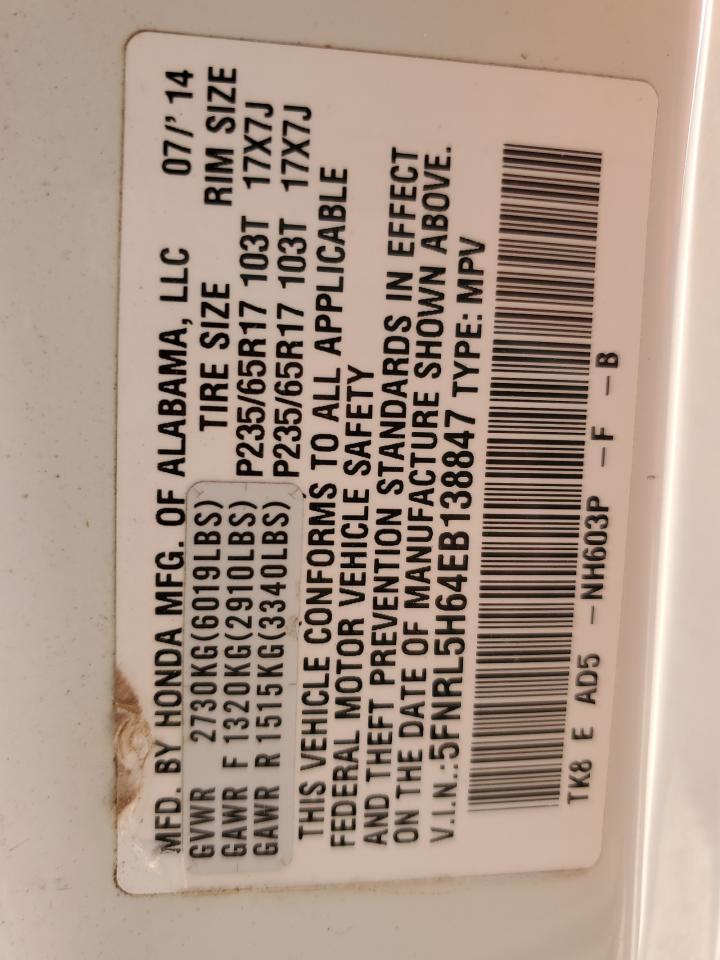 MFD. BY HONDA MFG. OF ALABAMA, LLC 07/' 14
GVWR 2730KG(6019LBS) TIRE SIZE RIM SIZE
GAWR F 1320KG(2910LBS) P235/65R17 103T 17X7J
GAWR R 1515KG(3340LBS) P235/65R17 103T 17X7J
THIS VEHICLE CONFORMS TO ALL APPLICABLE
FEDERAL MOTOR VEHICLE SAFETY
AND THEFT PREVENTION STANDARDS IN EFFECT
ON THE DATE OF MANUFACTURE SHOWN ABOVE.
V.I.N.:5FNRL5H64EB138847 TYPE: MPV
TK8 E AD5 -NH603P -F -B